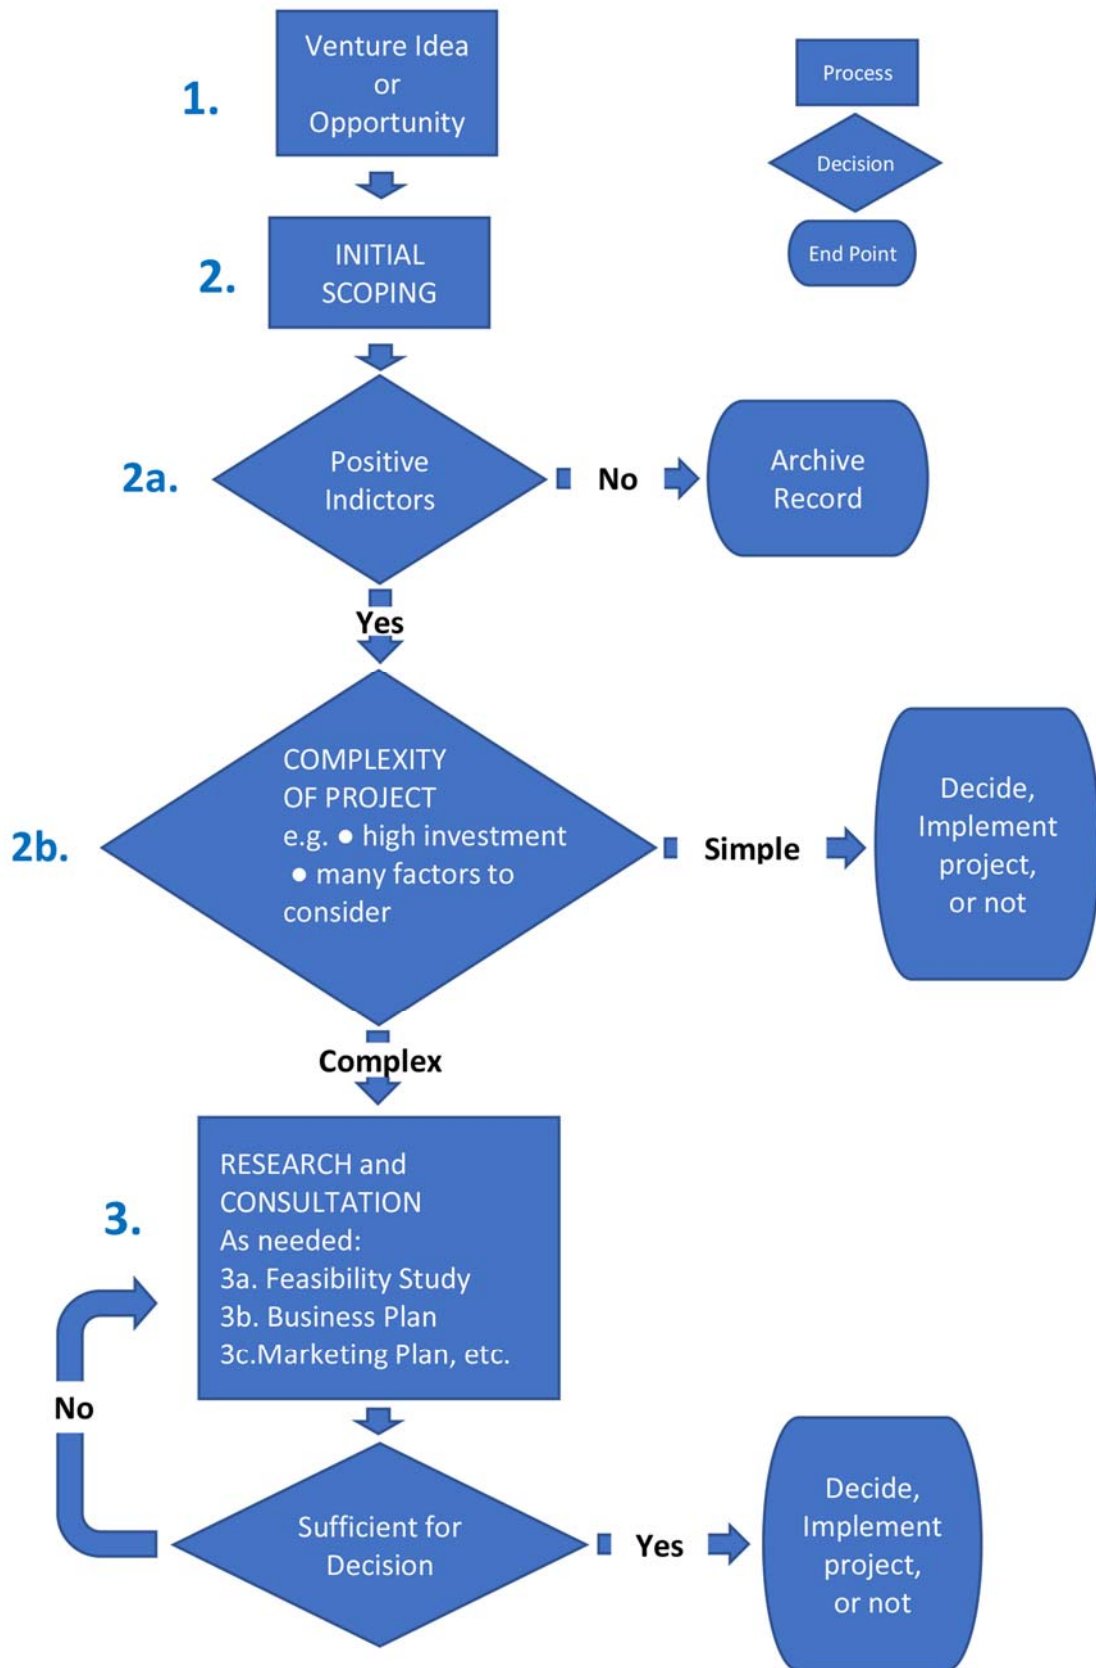 1.
Venture Idea
or
Opportunity
Process
Decision
End Point
2.
INITIAL
SCOPING
2a.
Positive
Indictors
No
Archive
Record
Yes
2b.
COMPLEXITY
OF PROJECT
e.g. ● high investment
● many factors to
consider
Simple
Decide,
Implement
project,
or not
Complex
3.
RESEARCH and
CONSULTATION
As needed:
3a. Feasibility Study
3b. Business Plan
3c.Marketing Plan, etc.
No
Sufficient for
Decision
Yes
Decide,
Implement
project,
or not